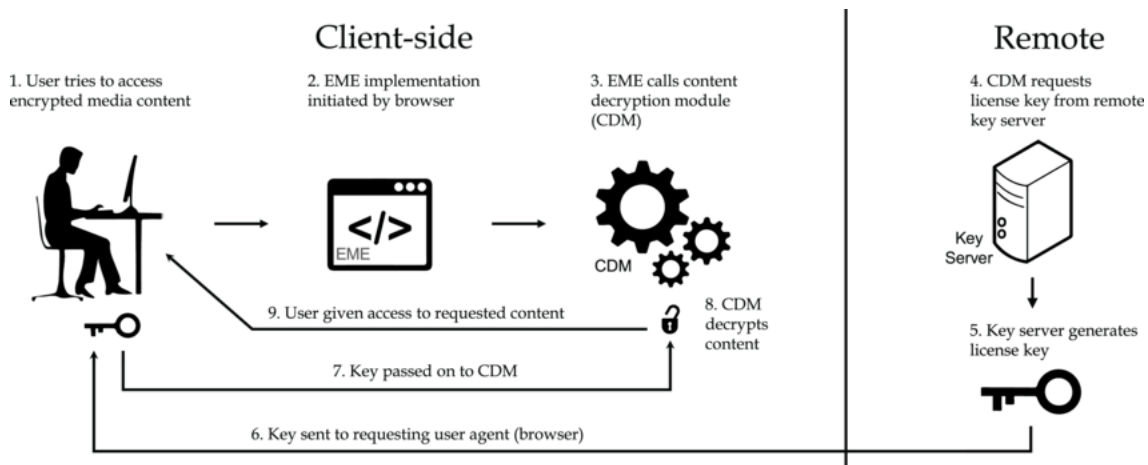 Client-side
Remote
1. User tries to access
encrypted media content
2. EME implementation
initiated by browser
3. EME calls content
decryption module
(CDM)
4. CDM requests
license key from remote
key server
</>
EME
CDM
Key
Server
9. User given access to requested content
8. CDM
decrypts
content
5. Key server generates
license key
7. Key passed on to CDM
6. Key sent to requesting user agent (browser)